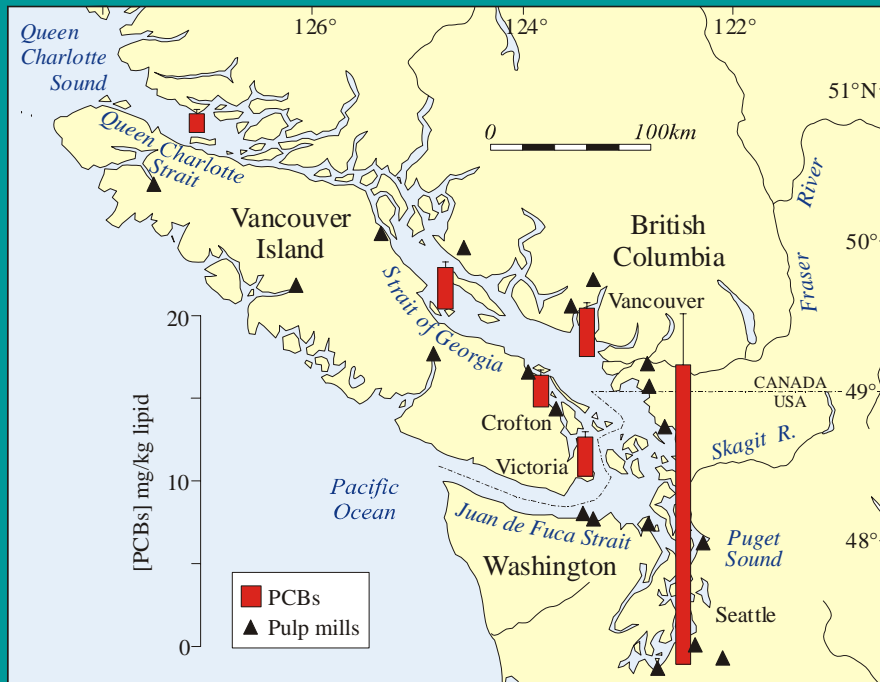 Queen
Charlotte
Sound
126°
124°
122°
51°N
0
100km
Queen Charlotte
Strait
Vancouver
Island
British
Columbia
River
Fraser
50°
Strait of Georgia
Vancouver
20
CANADA
USA
49°
Crofton
Skagit R.
Victoria
10
Pacific
Ocean
Juan de Fuca Strait
Puget
Sound
48°
Washington
[PCBs] mg/kg lipid
PCBs
Pulp mills
Seattle
0